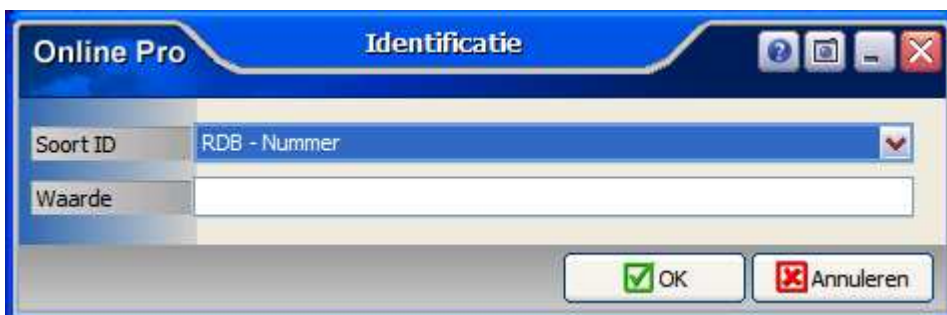 Online Pro Identificatie
Soort ID RDB - Nummer
Waarde
OK Annuleren